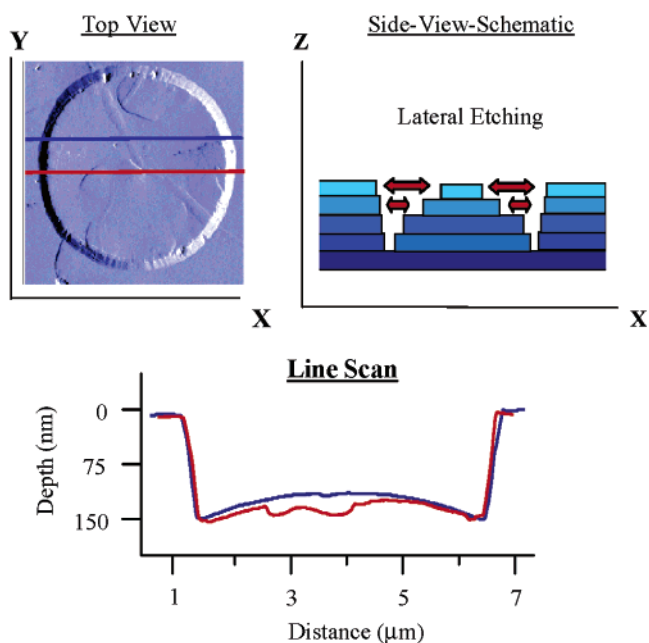 Top View
Y
X
Side-View-Schematic
Z
Lateral Etching
X
Line Scan
Depth (nm)
0
75
150
1
3
5
7
Distance (μm)